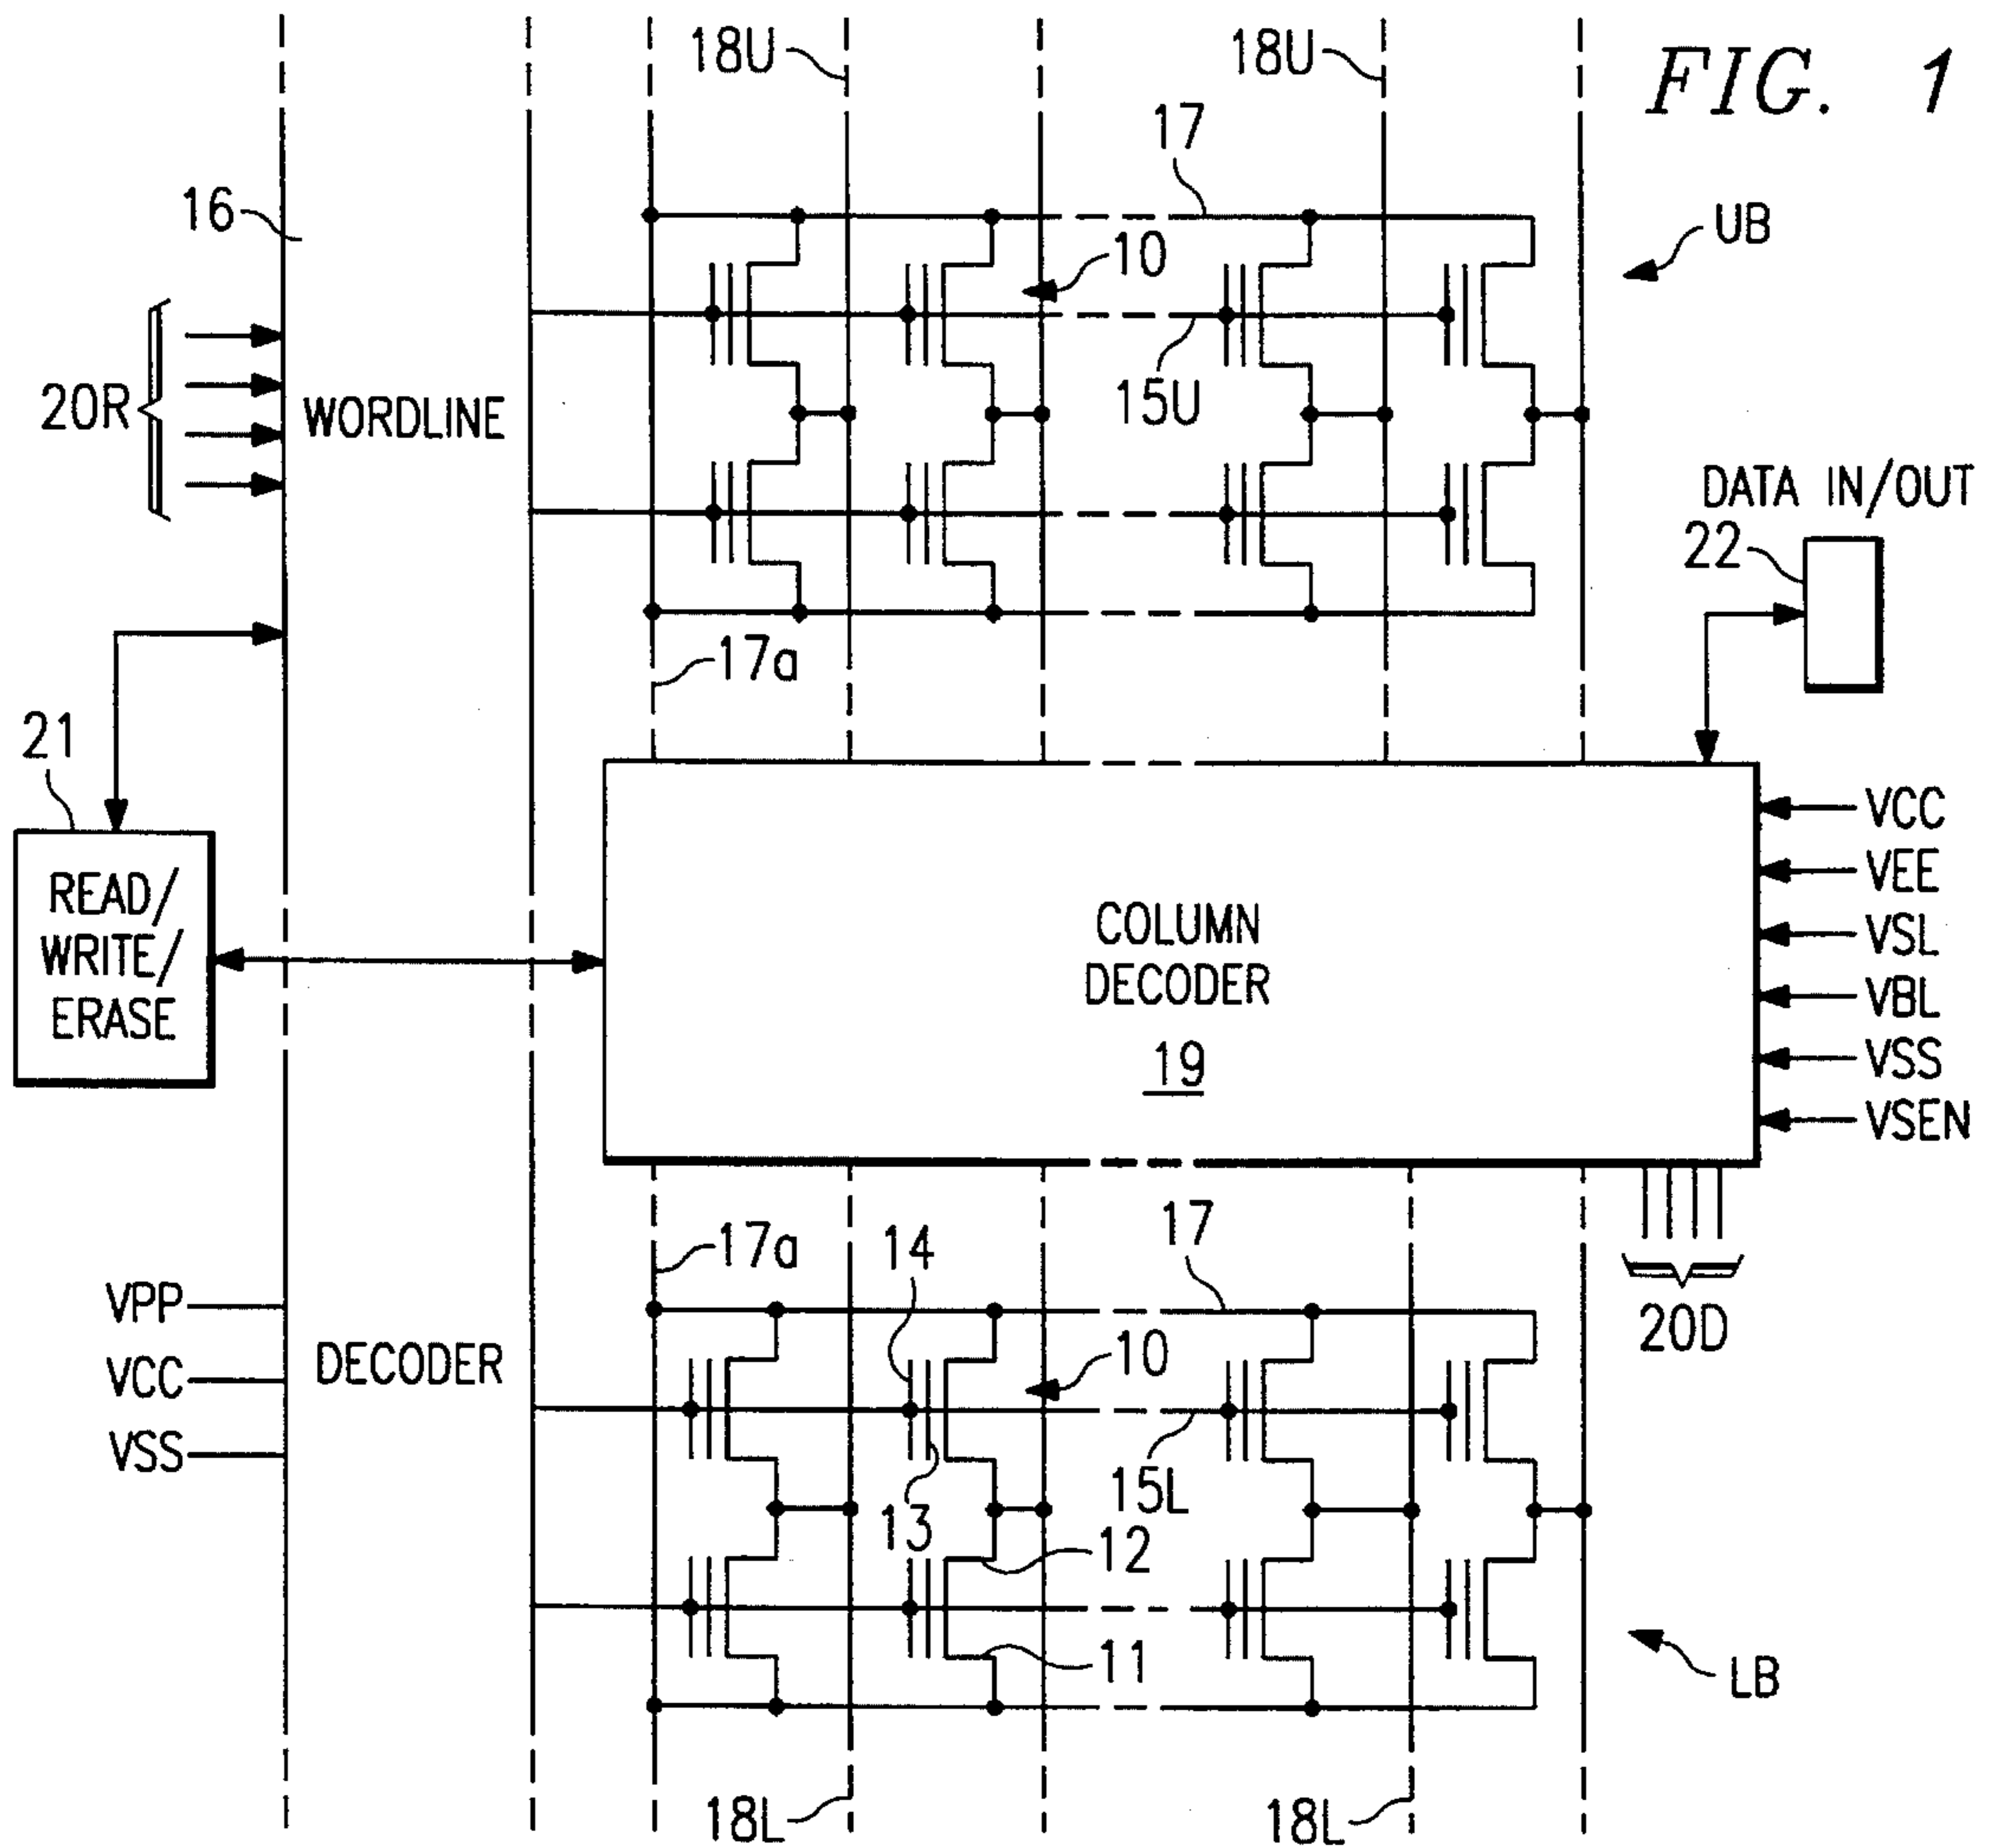 FIG. 1
18U
18U
17
16
UB
10
20R
WORDLINE
15U
DATA IN/OUT
22
17a
21
READ/
WRITE/
ERASE
COLUMN
DECODER
19
VCC
VEE
VSL
VBL
VSS
VSEN
17a
14
17
20D
VPP
VCC
VSS
DECODER
10
13
15L
12
11
LB
18L
18L